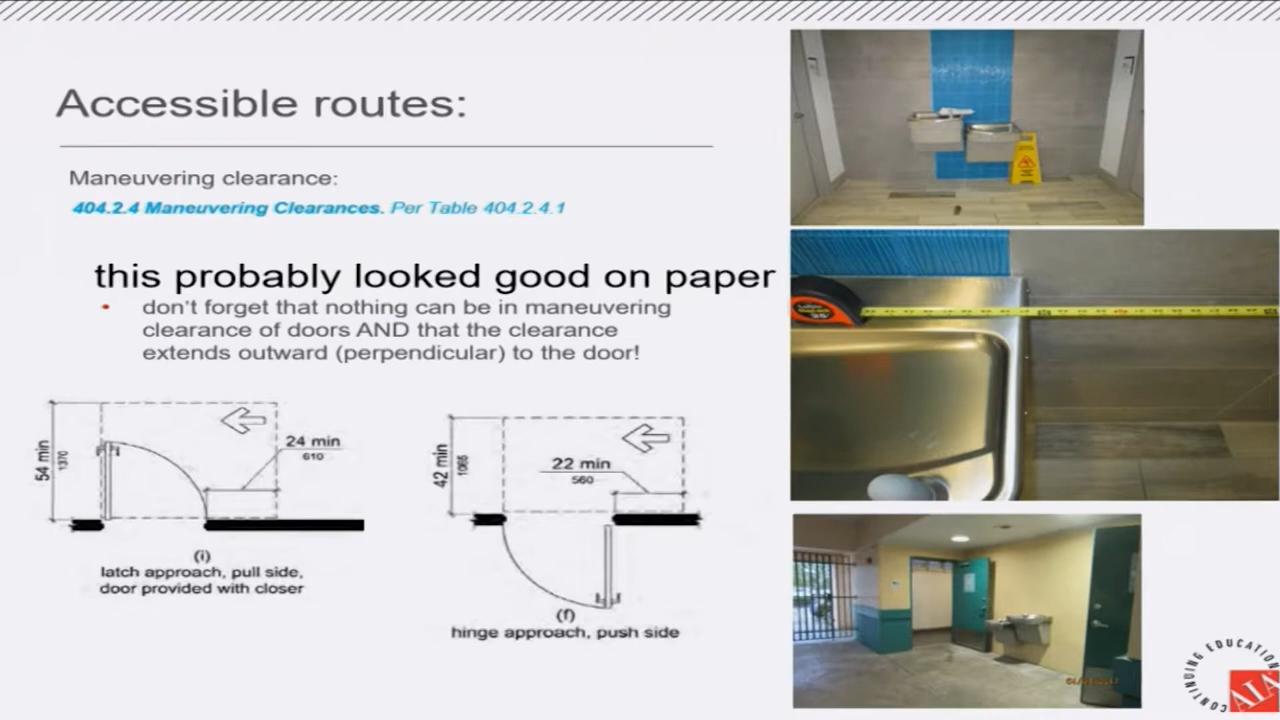 Accessible routes:
Maneuvering clearance:
404.2.4 Maneuvering Clearances. Per Table 404.2.4.1
this probably looked good on paper
• don't forget that nothing can be in maneuvering
clearance of doors AND that the clearance
extends outward (perpendicular) to the door!
54 min
1370
24 min
610
(i)
latch approach, pull side,
door provided with closer
42 min
1065
22 min
560
(f)
hinge approach, push side
CONTINUING EDUCATION
AIA